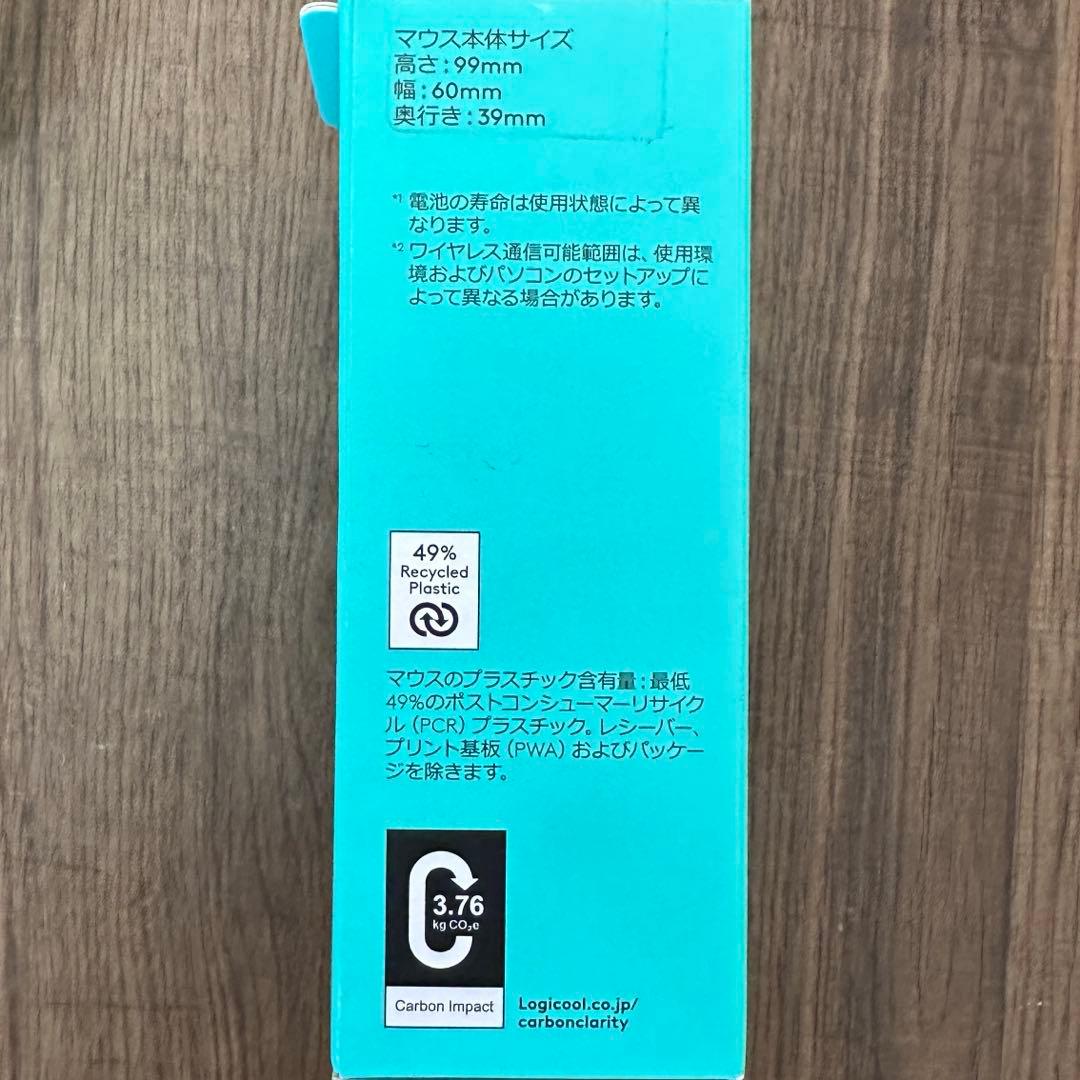 マウス本体サイズ
高さ:99mm
幅:60mm
奥行き:39mm
*1 電池の寿命は使用状態によって異
なります。
*2 ワイヤレス通信可能範囲は、使用環
境およびパソコンのセットアップに
よって異なる場合があります。
49%
Recycled
Plastic
マウスのプラスチック含有量:最低
49%のポストコンシューマーリサイク
ル(PCR)プラスチック。レシーバー、
プリント基板(PWA)およびパッケー
ジを除きます。
3.76
kg CO₂e
Carbon Impact
Logicool.co.jp/
carbonclarity